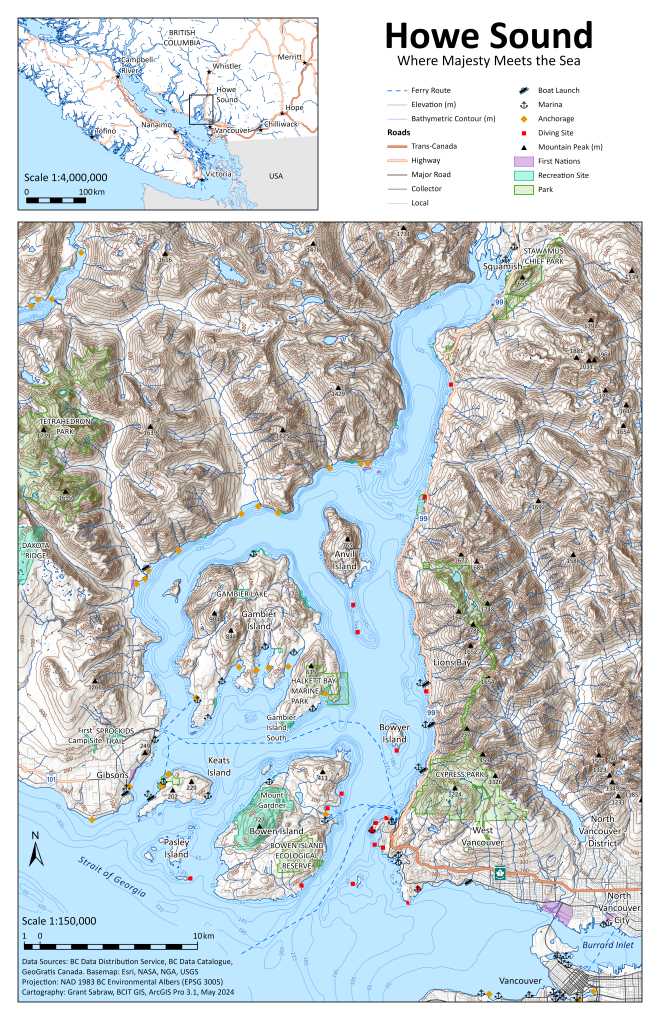 Howe Sound
Where Majesty Meets the Sea
BRITISH
COLUMBIA
Campbell
River
Whistler
Merritt
Howe
Sound
Hope
Nanaimo
Vancouver
Chilliwack
Tofino
Victoria
USA
Scale 1:4,000,000
0 100 km
Ferry Route
Elevation (m)
Bathymetric Contour (m)
Roads
Trans-Canada
Highway
Major Road
Collector
Local
Boat Launch
Marina
Anchorage
Diving Site
Mountain Peak (m)
First Nations
Recreation Site
Park
STAWAMUS
CHIEF PARK
Squamish
99
TETRAHEDRON
PARK
99
DAKOTA
RIDGE
Anvil
Island
GAMBIER LAKE
Gambier
Island
Lions Bay
HALKETT BAY
MARINE
PARK
99
Gambier
Island
South
Bowyer
Island
First
Camp Site
SPROCKIDS
TRAIL
249
Gibsons
Keats
Island
101
202
220
CYPRESS PARK
Mount
Gardner
727
Bowen Island
West
Vancouver
North
Vancouver
District
BOWEN ISLAND
ECOLOGICAL
RESERVE
Pasley
Island
N
Strait of Georgia
1
North
Vancouver
City
Burrard Inlet
Vancouver
Scale 1:150,000
1 0 10 km
Data Sources: BC Data Distribution Service, BC Data Catalogue,
GeoGratis Canada. Basemap: Esri, NASA, NGA, USGS
Projection: NAD 1983 BC Environmental Albers (EPSG 3005)
Cartography: Grant Sabraw, BCIT GIS, ArcGIS Pro 3.1, May 2024